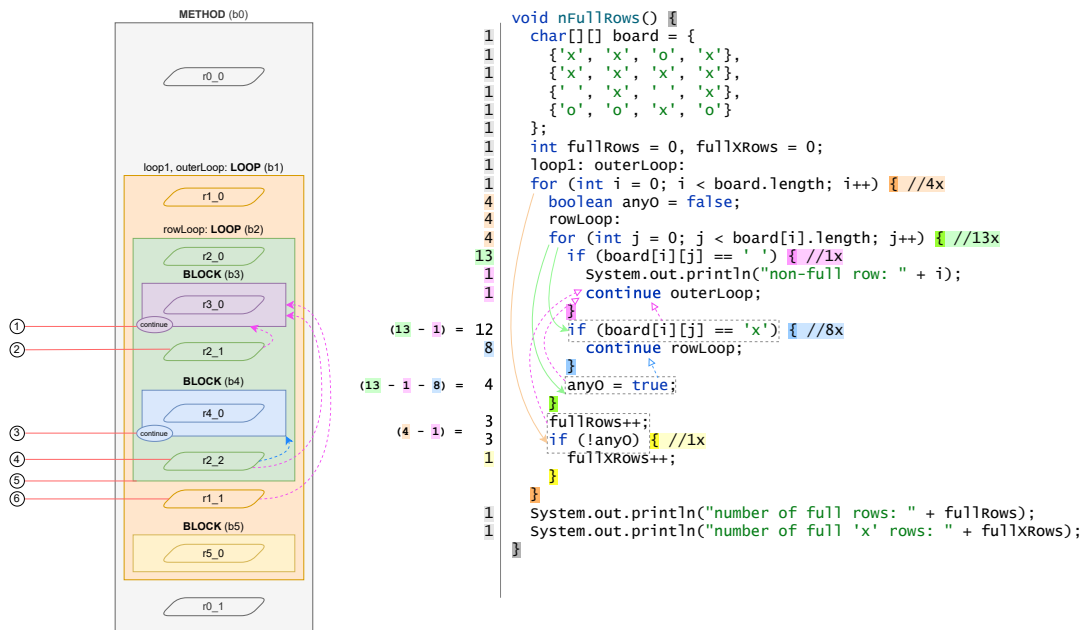 METHOD (b0)
r0_0
loop1, outerLoop: LOOP (b1)
r1_0
rowLoop: LOOP (b2)
r2_0
BLOCK (b3)
r3_0
1 continue
2 r2_1
BLOCK (b4)
r4_0
3 continue
4 r2_2
5
6 r1_1
BLOCK (b5)
r5_0
r0_1
void nFullRows() {
1 char[][] board = {
1 {'x', 'x', 'o', 'x'},
1 {'x', 'x', 'x', 'x'},
1 {' ', 'x', ' ', 'x'},
1 {'o', 'o', 'x', 'o'}
1 };
1 int fullRows = 0, fullXRows = 0;
1 loop1: outerLoop:
1 for (int i = 0; i < board.length; i++) { //4x
4 boolean anyO = false;
4 rowLoop:
4 for (int j = 0; j < board[i].length; j++) { //13x
13 if (board[i][j] == ' ') { //1x
1 System.out.println("non-full row: " + i);
1 continue outerLoop;
}
(13 - 1) = 12 if (board[i][j] == 'x') { //8x
8 continue rowLoop;
}
(13 - 1 - 8) = 4 anyO = true;
}
3 fullRows++;
(4 - 1) = 3 if (!anyO) { //1x
1 fullXRows++;
}
}
1 System.out.println("number of full rows: " + fullRows);
1 System.out.println("number of full 'x' rows: " + fullXRows);
}